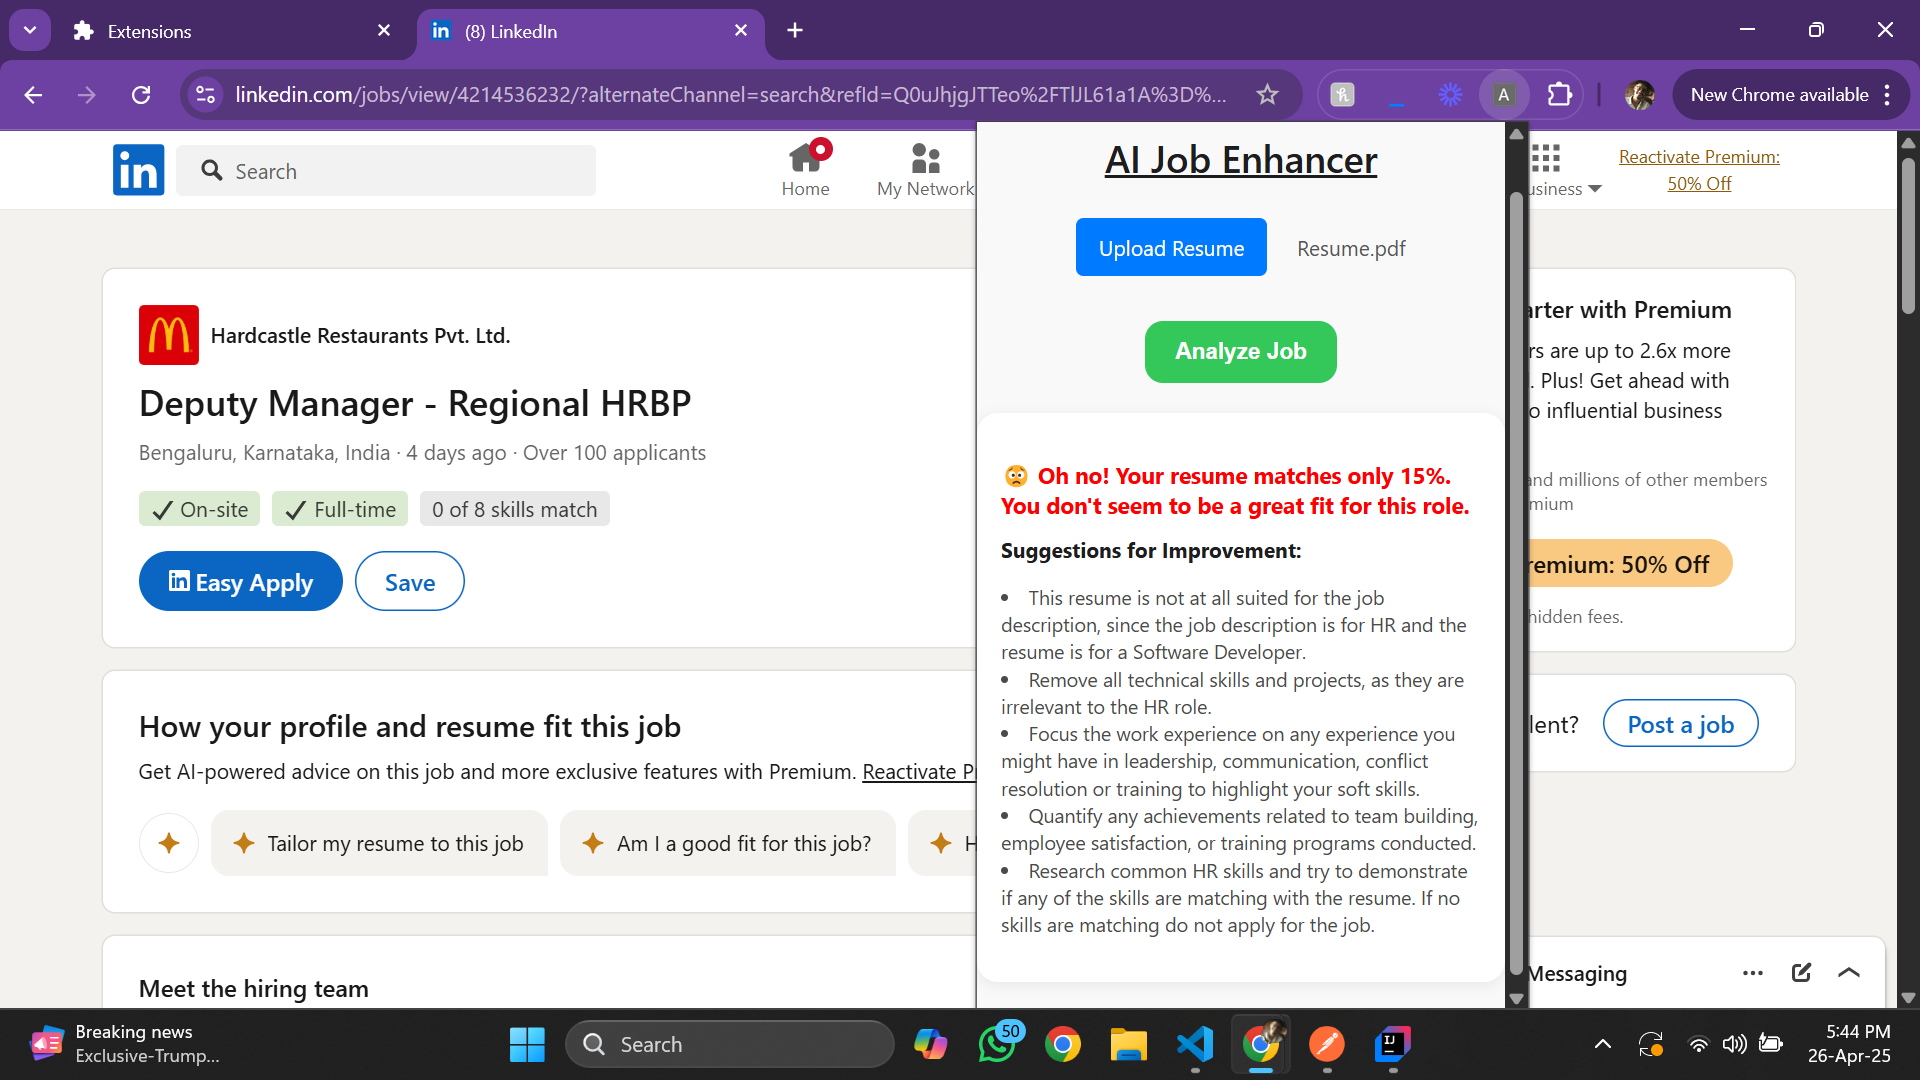 Extensions
(8) LinkedIn
linkedin.com/jobs/view/4214536232/?alternateChannel=search&refId=Q0uJhjgJTTeo%2FTlJL61a1A%3D%...
A
New Chrome available
in
Search
Home
My Network
usiness
Reactivate Premium:
50% Off
Hardcastle Restaurants Pvt. Ltd.
Deputy Manager - Regional HRBP
Bengaluru, Karnataka, India · 4 days ago · Over 100 applicants
On-site
Full-time
0 of 8 skills match
Easy Apply
Save
How your profile and resume fit this job
Get AI-powered advice on this job and more exclusive features with Premium. Reactivate P
Tailor my resume to this job
Am I a good fit for this job?
H
Meet the hiring team
AI Job Enhancer
Upload Resume
Resume.pdf
Analyze Job
😟 Oh no! Your resume matches only 15%.
You don't seem to be a great fit for this role.
Suggestions for Improvement:
• This resume is not at all suited for the job
description, since the job description is for HR and the
resume is for a Software Developer.
• Remove all technical skills and projects, as they are
irrelevant to the HR role.
• Focus the work experience on any experience you
might have in leadership, communication, conflict
resolution or training to highlight your soft skills.
• Quantify any achievements related to team building,
employee satisfaction, or training programs conducted.
• Research common HR skills and try to demonstrate
if any of the skills are matching with the resume. If no
skills are matching do not apply for the job.
arter with Premium
rs are up to 2.6x more
. Plus! Get ahead with
o influential business
and millions of other members
mium
remium: 50% Off
hidden fees.
lent?
Post a job
Messaging
Breaking news
Exclusive-Trump...
Search
50
IJ
5:44 PM
26-Apr-25